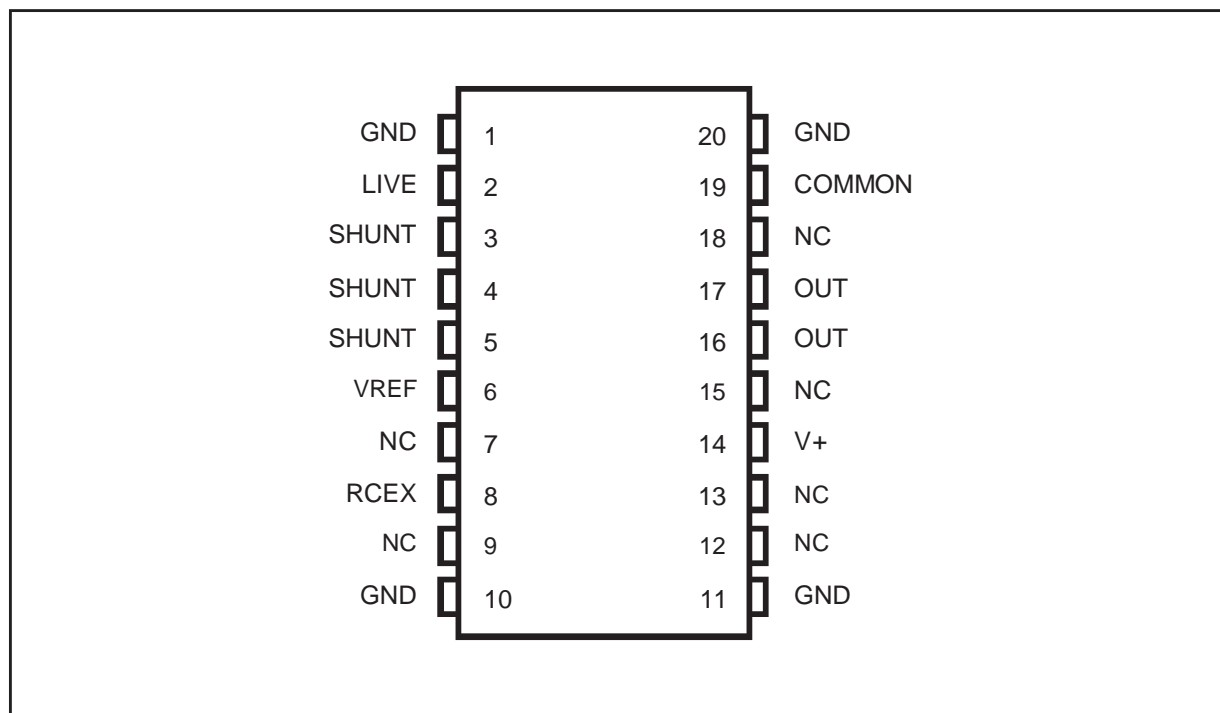 GND 1 20 GND
LIVE 2 19 COMMON
SHUNT 3 18 NC
SHUNT 4 17 OUT
SHUNT 5 16 OUT
VREF 6 15 NC
NC 7 14 V+
RCEX 8 13 NC
NC 9 12 NC
GND 10 11 GND